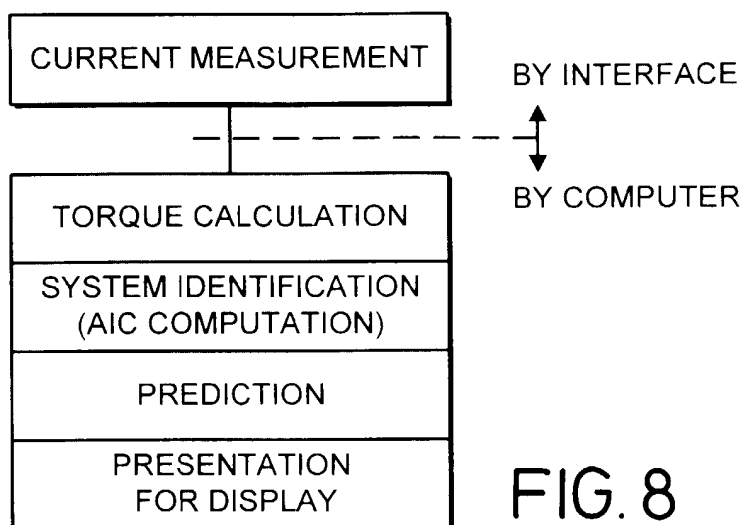 CURRENT MEASUREMENT
BY INTERFACE
BY COMPUTER
TORQUE CALCULATION
SYSTEM IDENTIFICATION
(AIC COMPUTATION)
PREDICTION
PRESENTATION
FOR DISPLAY
FIG. 8